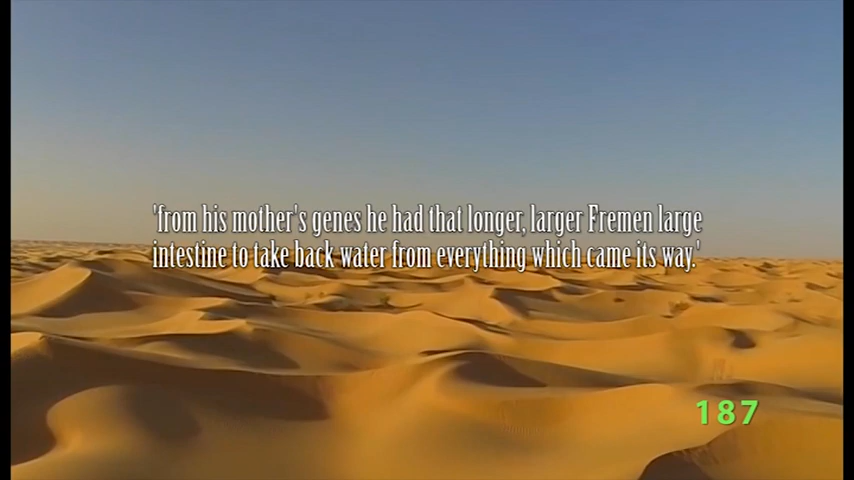 'from his mother's genes he had that longer, larger Fremen large
intestine to take back water from everything which came its way.'
187